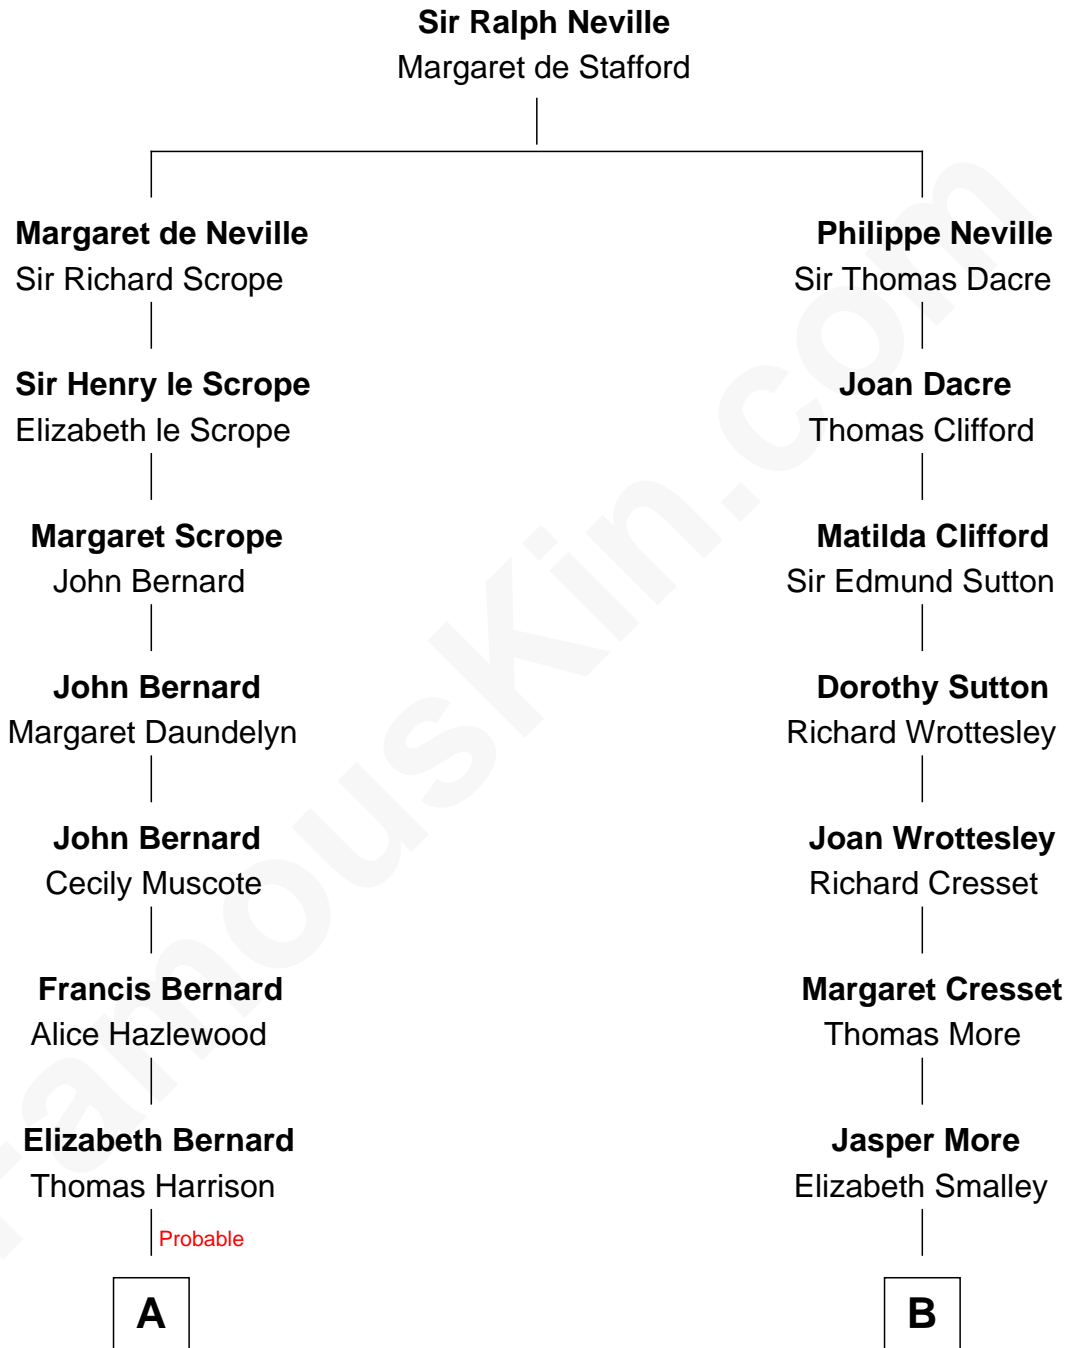 Sir Ralph Neville
Margaret de Stafford
Margaret de Neville
Sir Richard Scrope
Philippe Neville
Sir Thomas Dacre
Sir Henry le Scrope
Elizabeth le Scrope
Joan Dacre
Thomas Clifford
Margaret Scrope
John Bernard
Matilda Clifford
Sir Edmund Sutton
John Bernard
Margaret Daundelyn
Dorothy Sutton
Richard Wrottesley
John Bernard
Cecily Muscote
Joan Wrottesley
Richard Cresset
Francis Bernard
Alice Hazlewood
Margaret Cresset
Thomas More
Elizabeth Bernard
Thomas Harrison
Jasper More
Elizabeth Smalley
Probable
A
B
FamousKin.com